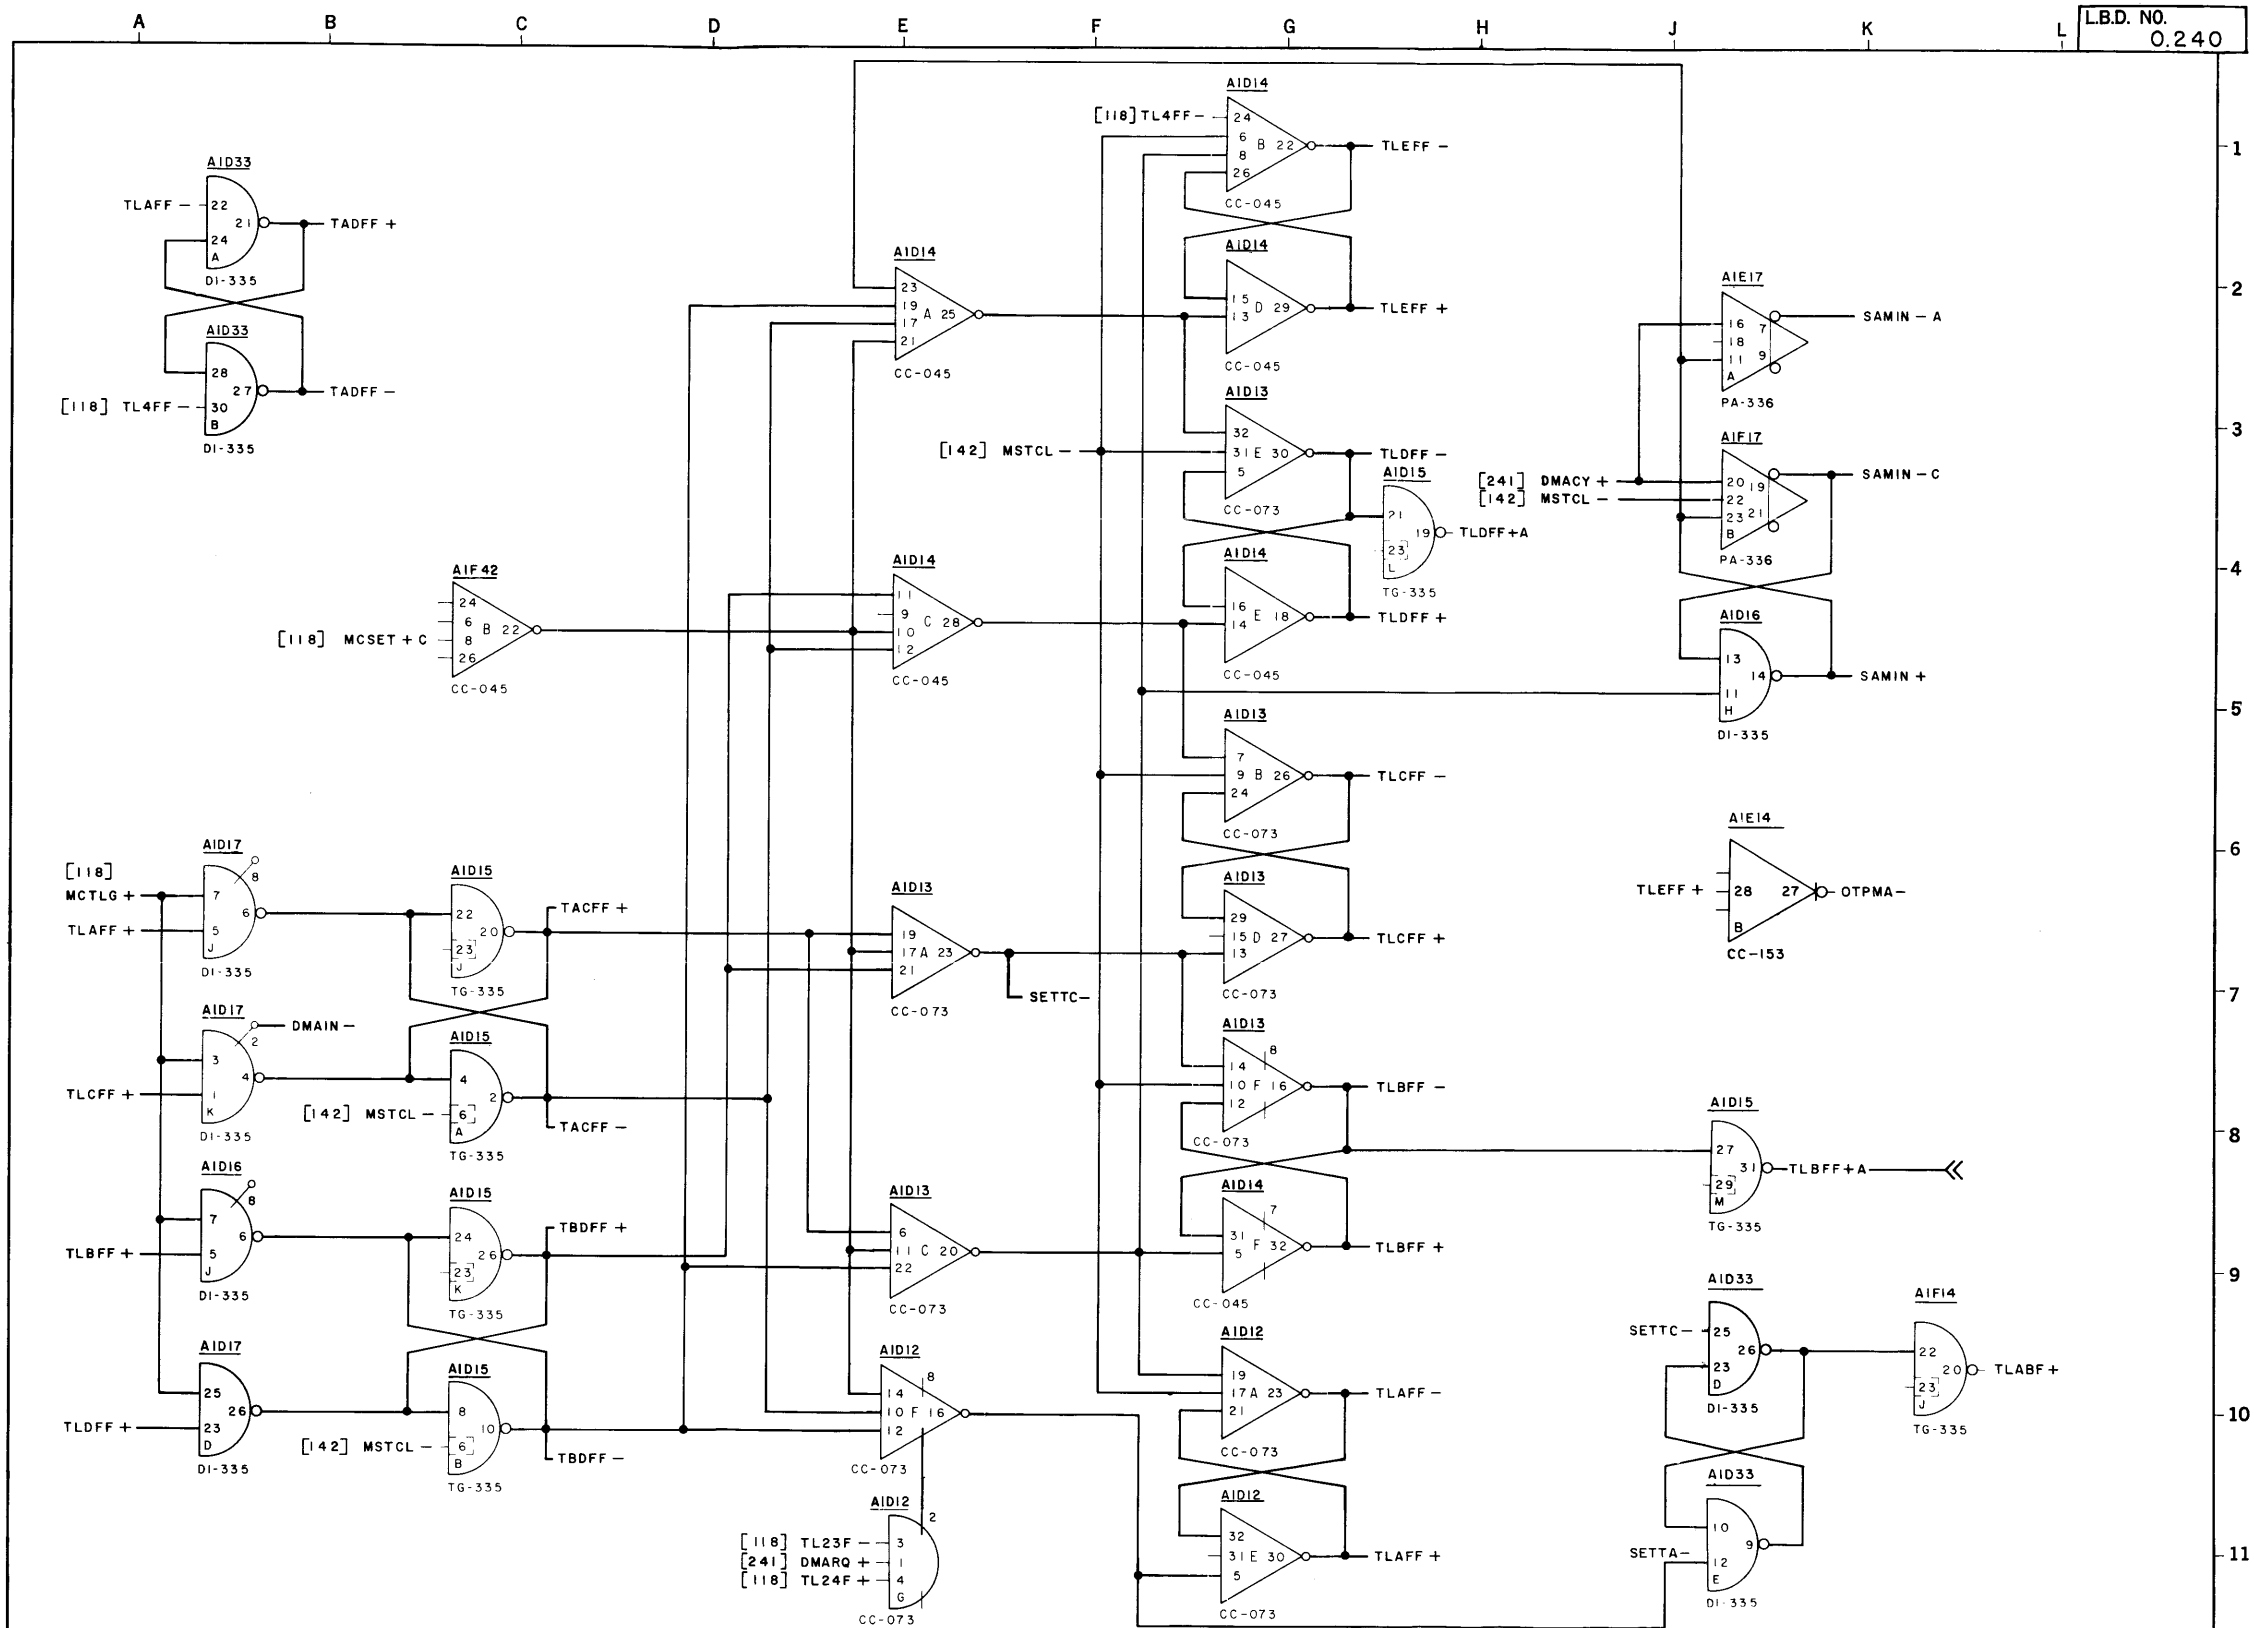 A B C D E F G H J K L
L.B.D. NO.
0.240
1
2
3
4
5
6
7
8
9
10
11
A1D33
TLAFF - 22
21 TADFF +
24
A
DI-335
A1D33
28
27 TADFF -
[118] TL4FF - 30
B
DI-335
A1F42
24
6 B 22
[118] MCSET + C 8
26
CC-045
[118]
MCTLG +
A1D17
7 8
6
TLAFF + 5
J
DI-335
A1D17
2 DMAIN -
3
4
TLCFF + 1
K
DI-335
A1D16
7 8
6
TLBFF + 5
J
DI-335
A1D17
25
26
TLDFF + 23
D
DI-335
A1D15
22 TACFF +
20
23
J
TG-335
A1D15
4
2
[142] MSTCL - 6
A TACFF -
TG-335
A1D15
24 TBDFF +
26
23
K
TG-335
A1D15
8
10
[142] MSTCL - 6
B TBDFF -
TG-335
A1D14
23
19
A 25
17
21
CC-045
A1D14
11
9 C 28
10
12
CC-045
A1D13
19
17 A 23
21
SETTC-
CC-073
A1D13
6
11 C 20
22
CC-073
A1D12
8
14
10 F 16
12
CC-073
A1D12
2
[118] TL23F - 3
[241] DMARQ + 1
[118] TL24F + 4
G
CC-073
A1D14
[118] TL4FF - 24
6 B 22 TLEFF -
8
26
CC-045
A1D14
15 D 29 TLEFF +
13
CC-045
A1D13
32
[142] MSTCL - 31 E 30 TLDFF -
5
CC-073
A1D15
21
19 TLDFF+A
23
L
TG-335
A1D14
16
E 18 TLDFF +
14
CC-045
A1D13
7
9 B 26 TLCFF -
24
CC-073
A1D13
29
15 D 27 TLCFF +
13
CC-073
A1D13
8
14
10 F 16 TLBFF -
12
CC-073
A1D14
7
31
F 32 TLBFF +
5
CC-045
A1D12
19
17 A 23 TLAFF -
21
CC-073
A1D12
32
31 E 30 TLAFF +
5
CC-073
A1E17
16 7 SAMIN - A
18
11 9
A
PA-336
A1F17
[241] DMACY + 20 19 SAMIN - C
[142] MSTCL - 22
23 21
B
PA-336
A1D16
13
14 SAMIN +
11
H
DI-335
A1E14
TLEFF + 28 27 OTPMA-
B
CC-153
A1D15
27
31 TLBFF+A
29
M
TG-335
A1D33
SETTC- 25
26
23
D
DI-335
A1F14
22
20 TLABF +
23
J
TG-335
A1D33
10
9
SETTA- 12
E
DI-335